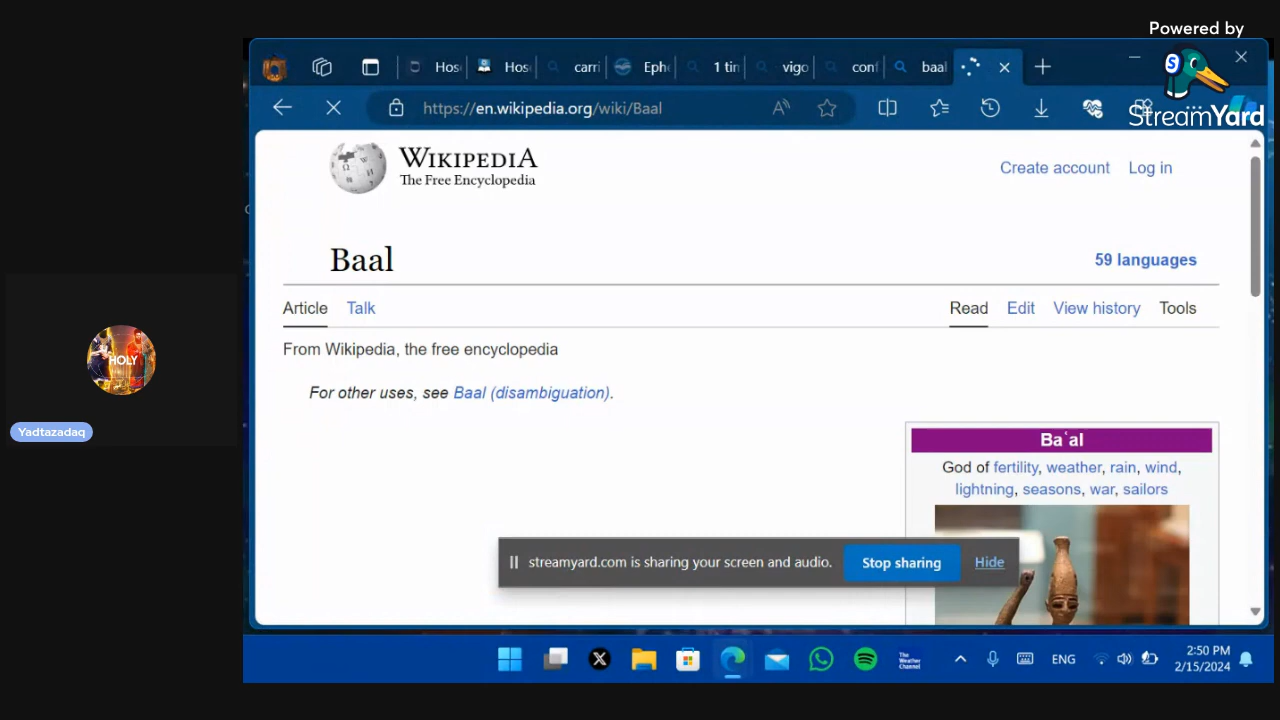 Powered by
StreamYard
Hos
Hos
carri
Eph
1 tin
vigo
conf
baal
https://en.wikipedia.org/wiki/Baal
WIKIPEDIA
The Free Encyclopedia
Create account
Log in
Baal
59 languages
Article
Talk
Read
Edit
View history
Tools
From Wikipedia, the free encyclopedia
For other uses, see Baal (disambiguation).
Baʿal
God of fertility, weather, rain, wind,
lightning, seasons, war, sailors
streamyard.com is sharing your screen and audio.
Stop sharing
Hide
HOLY
Yadtazadaq
The
Weather
Channel
ENG
2:50 PM
2/15/2024